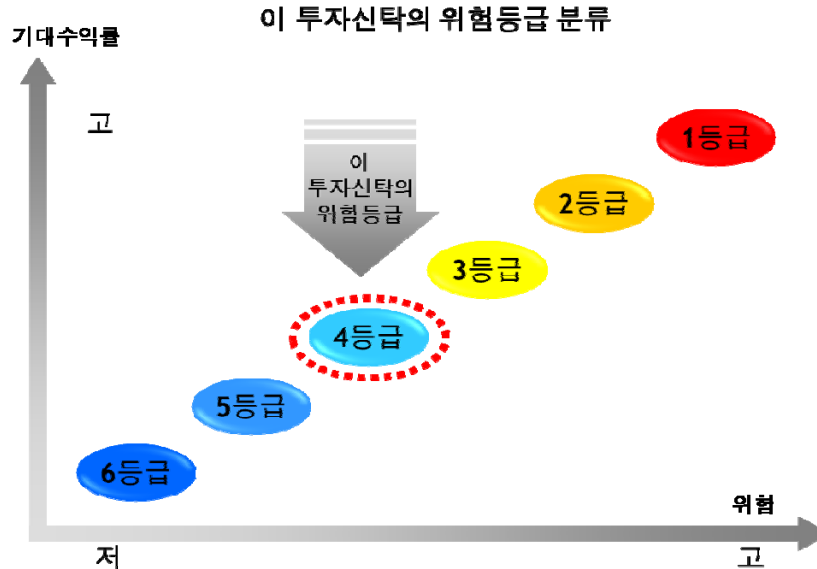 이 투자신탁의 위험등급 분류
기대수익률
고
1등급
이
투자신탁의
위험등급
2등급
3등급
4등급
5등급
6등급
위험
저
고